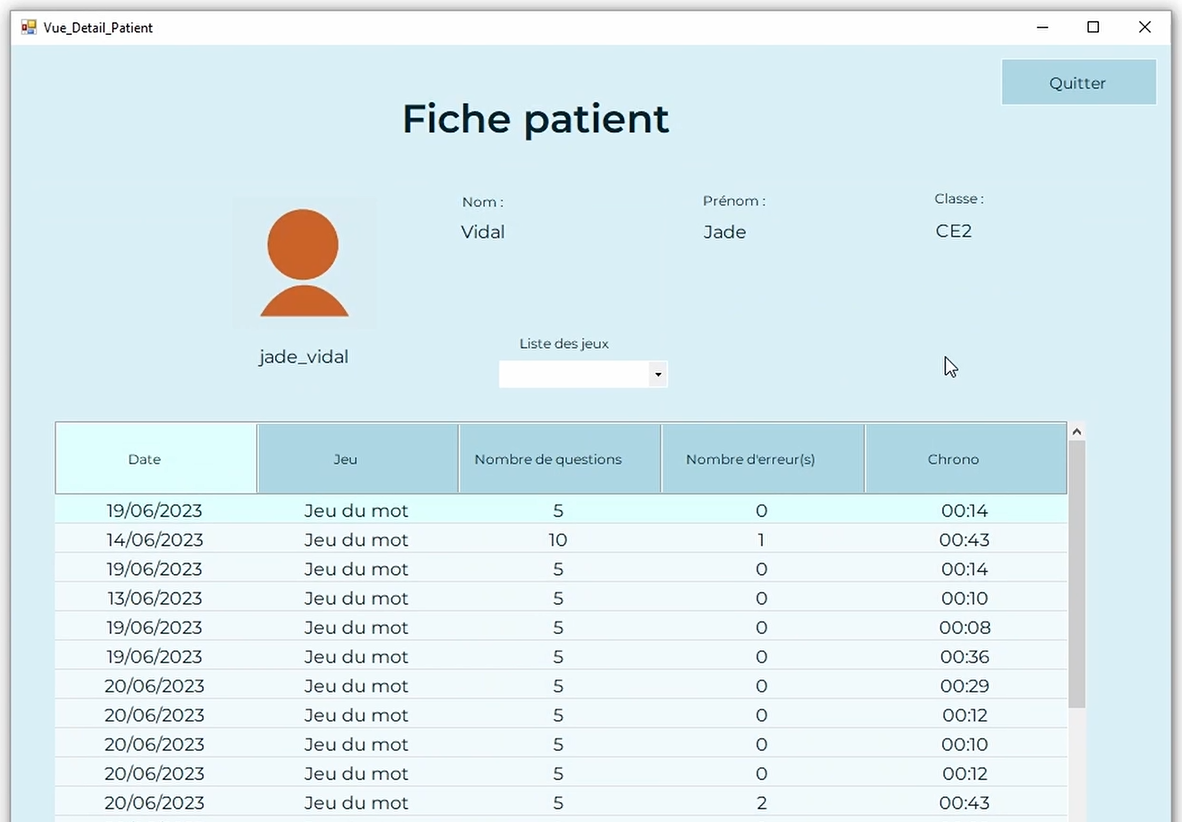 Vue_Detail_Patient
Quitter
Fiche patient
Nom :
Prénom :
Classe :
Vidal
Jade
CE2
jade_vidal
Liste des jeux
Date Jeu Nombre de questions Nombre d'erreur(s) Chrono
19/06/2023 Jeu du mot 5 0 00:14
14/06/2023 Jeu du mot 10 1 00:43
19/06/2023 Jeu du mot 5 0 00:14
13/06/2023 Jeu du mot 5 0 00:10
19/06/2023 Jeu du mot 5 0 00:08
19/06/2023 Jeu du mot 5 0 00:36
20/06/2023 Jeu du mot 5 0 00:29
20/06/2023 Jeu du mot 5 0 00:12
20/06/2023 Jeu du mot 5 0 00:10
20/06/2023 Jeu du mot 5 0 00:12
20/06/2023 Jeu du mot 5 2 00:43